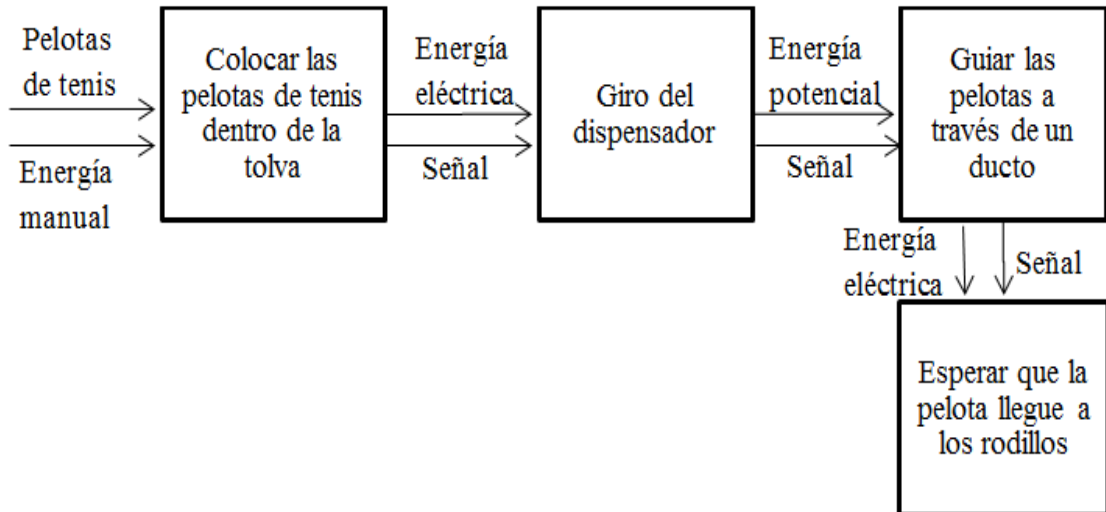 Pelotas
de tenis
Energía
manual
Colocar las
pelotas de tenis
dentro de la
tolva
Energía
eléctrica
Señal
Giro del
dispensador
Energía
potencial
Señal
Guiar las
pelotas a
través de un
ducto
Energía
eléctrica
Señal
Esperar que la
pelota llegue a
los rodillos